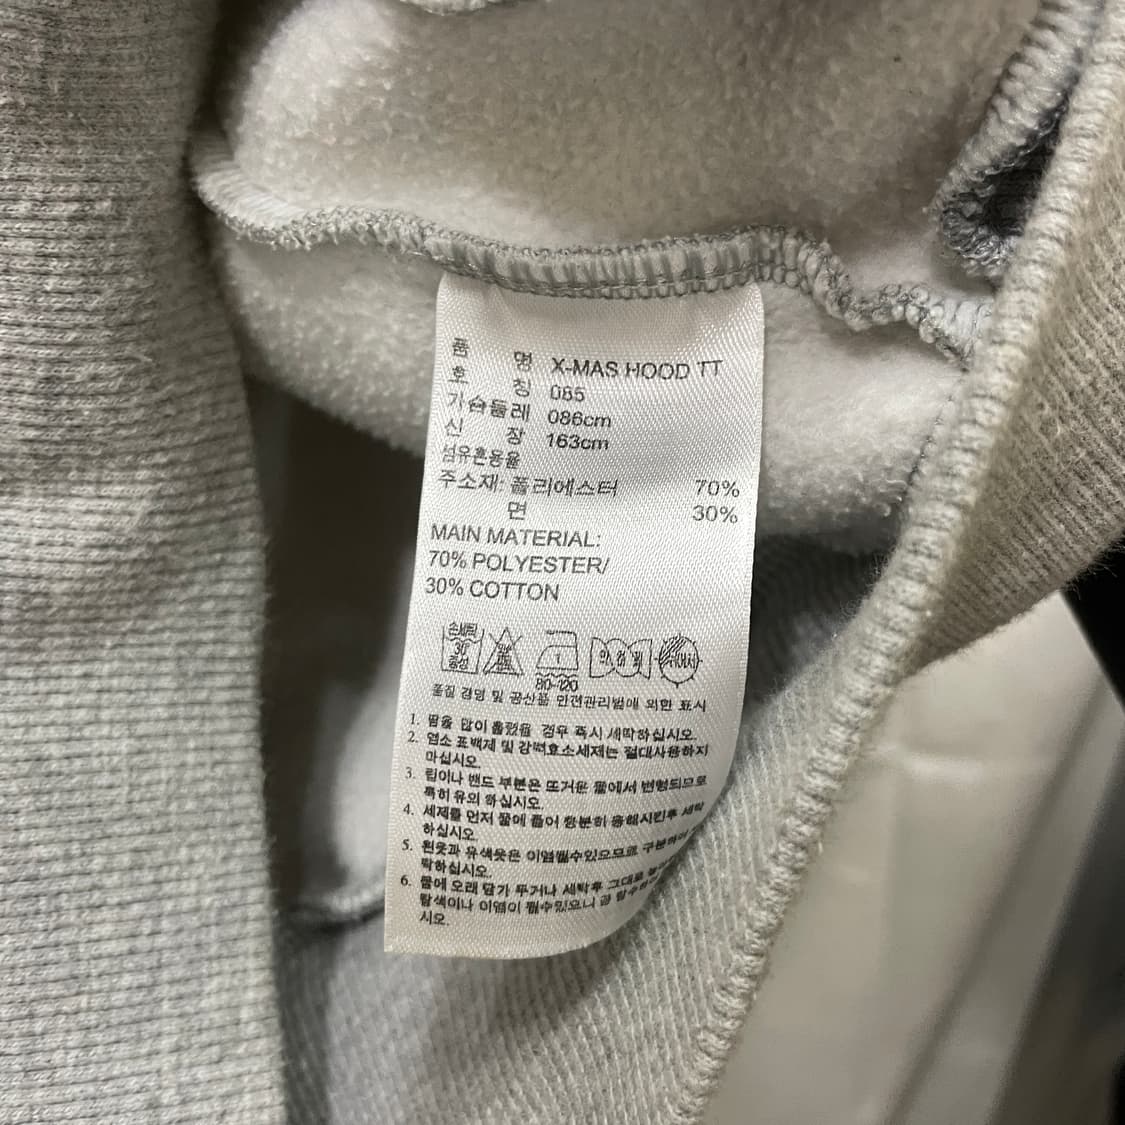 품 명 X-MAS HOOD TT
호 칭 085
가슴둘레 086cm
신 장 163cm
섬유혼용율
주소재: 폴리에스터 70%
면 30%
MAIN MATERIAL:
70% POLYESTER/
30% COTTON
손세탁
30
중성
80-120
품질 경영 및 공산품 안전관리법에 의한 표시
1. 땀을 많이 흘렸을 경우 즉시 세탁하십시오.
2. 염소 표백제 및 강력효소세제는 절대사용하지
마십시오.
3. 립이나 밴드 부분은 뜨거운 물에서 변형되므로
특히 유의 하십시오.
4. 세제를 먼저 물에 풀어 충분히 용해시킨후 세탁
하십시오.
5. 흰옷과 유색옷은 이염될수있으므로
탁하십시오.
6. 물에 오래 담가 두거나 세탁후 그대로
탈색이나 이염이 될수있으니 곧
시오.